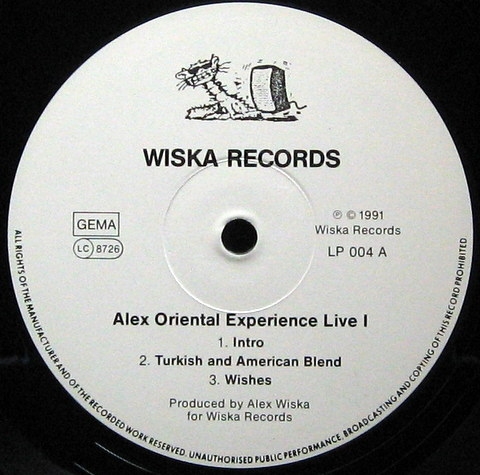 WISKA RECORDS
GEMA
LC 8726
℗ © 1991
Wiska Records
LP 004 A
Alex Oriental Experience Live I
1. Intro
2. Turkish and American Blend
3. Wishes
Produced by Alex Wiska
for Wiska Records
ALL RIGHTS OF THE MANUFACTURER AND OF THE RECORDED WORK RESERVED. UNAUTHORISED PUBLIC PERFORMANCE. BROADCASTING AND COPYING OF THIS RECORD PROHIBITED